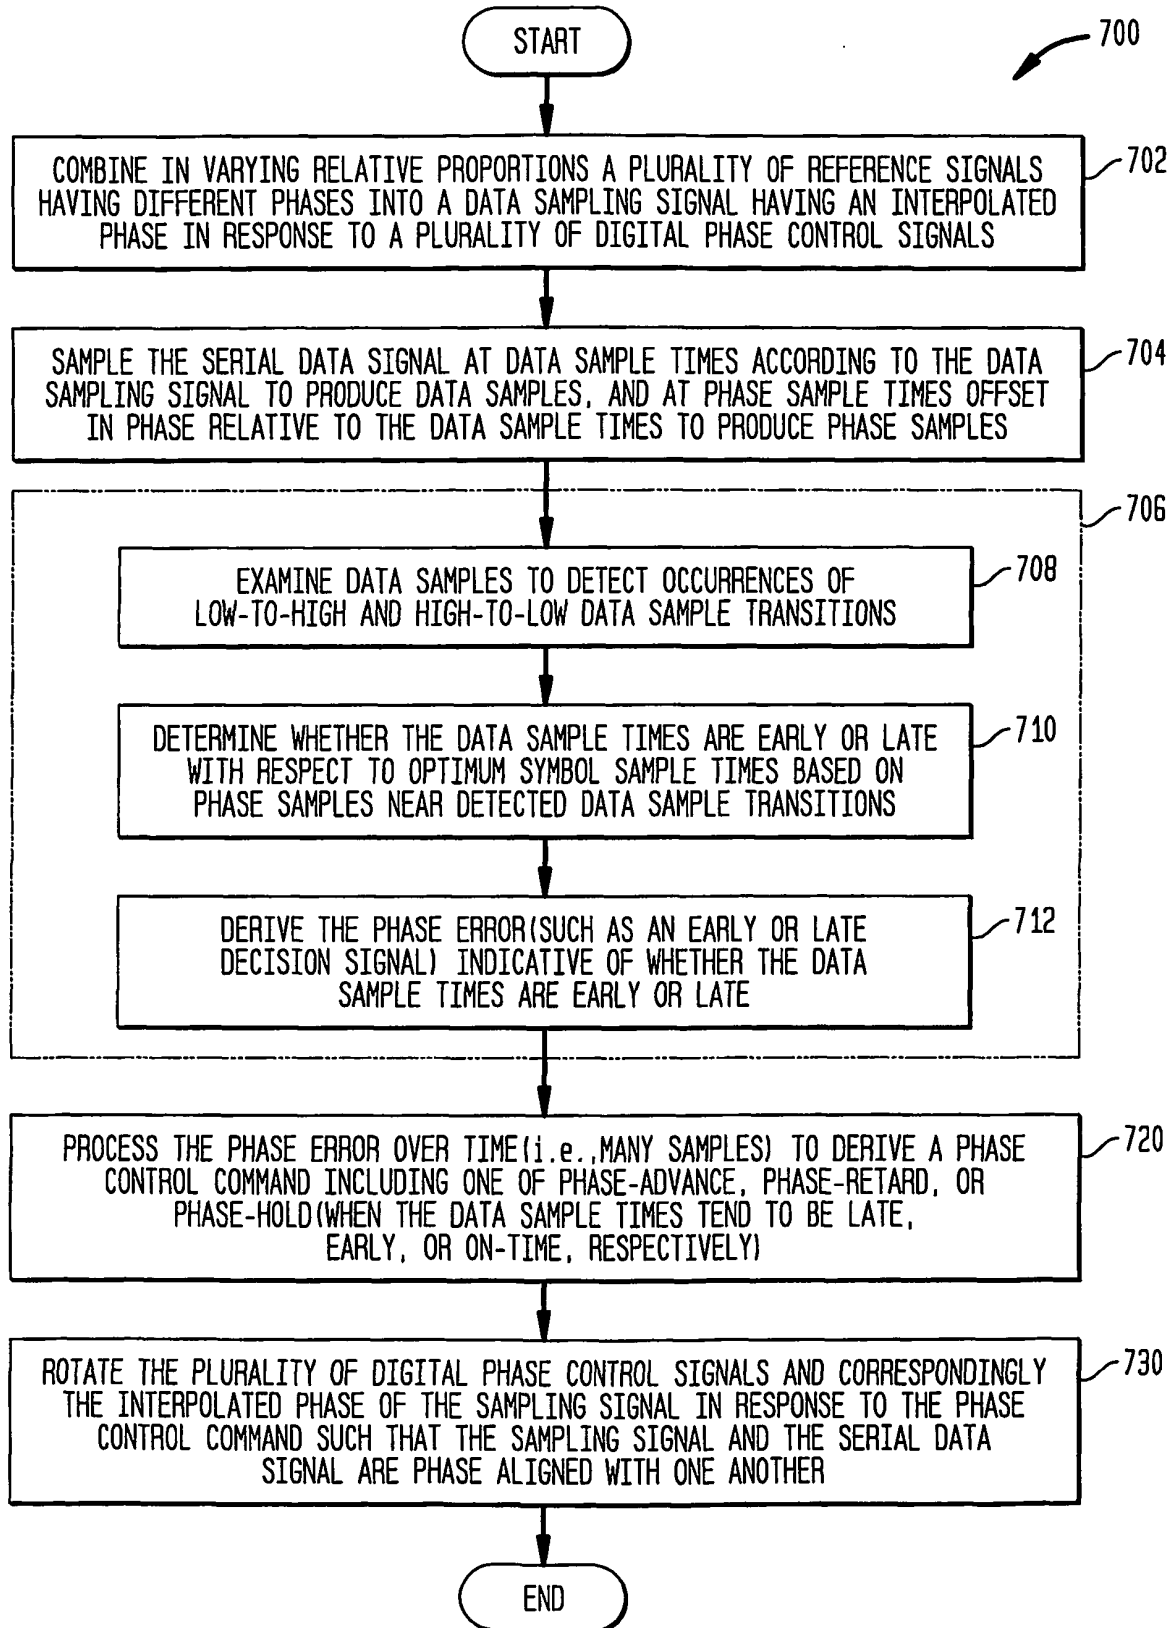 START
700
COMBINE IN VARYING RELATIVE PROPORTIONS A PLURALITY OF REFERENCE SIGNALS
HAVING DIFFERENT PHASES INTO A DATA SAMPLING SIGNAL HAVING AN INTERPOLATED
PHASE IN RESPONSE TO A PLURALITY OF DIGITAL PHASE CONTROL SIGNALS
702
SAMPLE THE SERIAL DATA SIGNAL AT DATA SAMPLE TIMES ACCORDING TO THE DATA
SAMPLING SIGNAL TO PRODUCE DATA SAMPLES, AND AT PHASE SAMPLE TIMES OFFSET
IN PHASE RELATIVE TO THE DATA SAMPLE TIMES TO PRODUCE PHASE SAMPLES
704
706
EXAMINE DATA SAMPLES TO DETECT OCCURRENCES OF
LOW-TO-HIGH AND HIGH-TO-LOW DATA SAMPLE TRANSITIONS
708
DETERMINE WHETHER THE DATA SAMPLE TIMES ARE EARLY OR LATE
WITH RESPECT TO OPTIMUM SYMBOL SAMPLE TIMES BASED ON
PHASE SAMPLES NEAR DETECTED DATA SAMPLE TRANSITIONS
710
DERIVE THE PHASE ERROR(SUCH AS AN EARLY OR LATE
DECISION SIGNAL) INDICATIVE OF WHETHER THE DATA
SAMPLE TIMES ARE EARLY OR LATE
712
PROCESS THE PHASE ERROR OVER TIME(i.e.,MANY SAMPLES) TO DERIVE A PHASE
CONTROL COMMAND INCLUDING ONE OF PHASE-ADVANCE, PHASE-RETARD, OR
PHASE-HOLD(WHEN THE DATA SAMPLE TIMES TEND TO BE LATE,
EARLY, OR ON-TIME, RESPECTIVELY)
720
ROTATE THE PLURALITY OF DIGITAL PHASE CONTROL SIGNALS AND CORRESPONDINGLY
THE INTERPOLATED PHASE OF THE SAMPLING SIGNAL IN RESPONSE TO THE PHASE
CONTROL COMMAND SUCH THAT THE SAMPLING SIGNAL AND THE SERIAL DATA
SIGNAL ARE PHASE ALIGNED WITH ONE ANOTHER
730
END